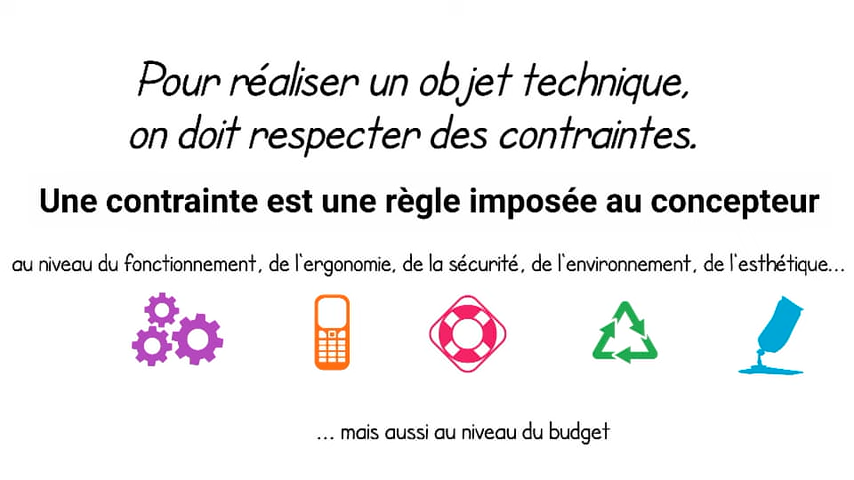 Pour réaliser un objet technique,
on doit respecter des contraintes.
Une contrainte est une règle imposée au concepteur
au niveau du fonctionnement, de l'ergonomie, de la sécurité, de l'environnement, de l'esthétique...
... mais aussi au niveau du budget